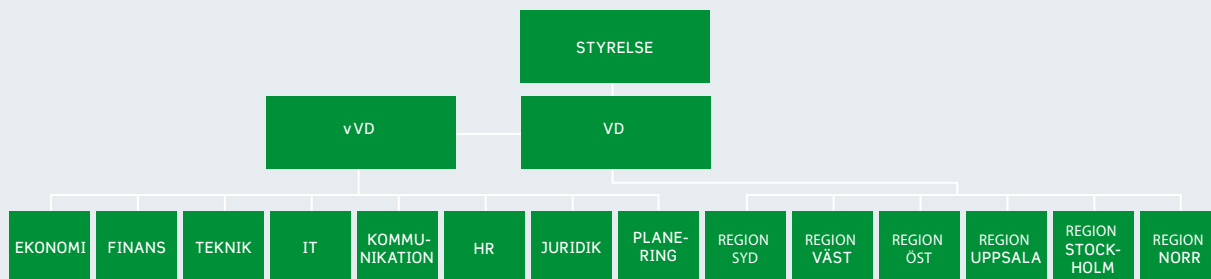 STYRELSE
vVD
VD
EKONOMI
FINANS
TEKNIK
IT
KOMMU-
NIKATION
HR
JURIDIK
PLANE-
RING
REGION
SYD
REGION
VÄST
REGION
ÖST
REGION
UPPSALA
REGION
STOCK-
HOLM
REGION
NORR